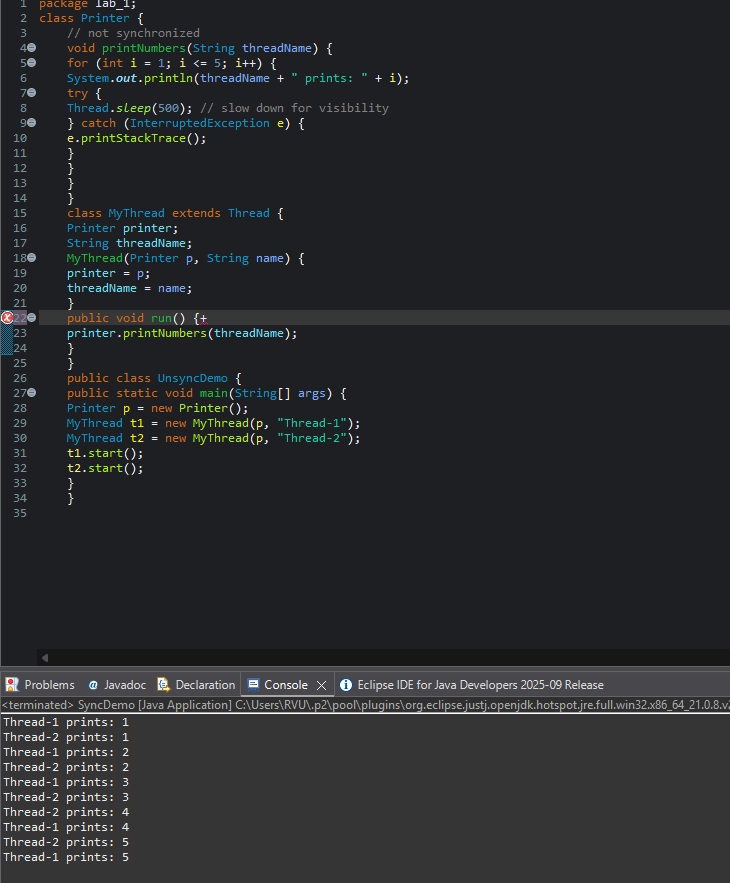 1 package lab_1;
2 class Printer {
3 // not synchronized
4 void printNumbers(String threadName) {
5 for (int i = 1; i <= 5; i++) {
6 System.out.println(threadName + " prints: " + i);
7 try {
8 Thread.sleep(500); // slow down for visibility
9 } catch (InterruptedException e) {
10 e.printStackTrace();
11 }
12 }
13 }
14 }
15 class MyThread extends Thread {
16 Printer printer;
17 String threadName;
18 MyThread(Printer p, String name) {
19 printer = p;
20 threadName = name;
21 }
22 public void run() {+
23 printer.printNumbers(threadName);
24 }
25 }
26 public class UnsyncDemo {
27 public static void main(String[] args) {
28 Printer p = new Printer();
29 MyThread t1 = new MyThread(p, "Thread-1");
30 MyThread t2 = new MyThread(p, "Thread-2");
31 t1.start();
32 t2.start();
33 }
34 }
35
Problems @ Javadoc Declaration Console Eclipse IDE for Java Developers 2025-09 Release
<terminated> SyncDemo [Java Application] C:\Users\RVU\.p2\pool\plugins\org.eclipse.justj.openjdk.hotspot.jre.full.win32.x86_64_21.0.8.v2
Thread-1 prints: 1
Thread-2 prints: 1
Thread-1 prints: 2
Thread-2 prints: 2
Thread-1 prints: 3
Thread-2 prints: 3
Thread-2 prints: 4
Thread-1 prints: 4
Thread-2 prints: 5
Thread-1 prints: 5